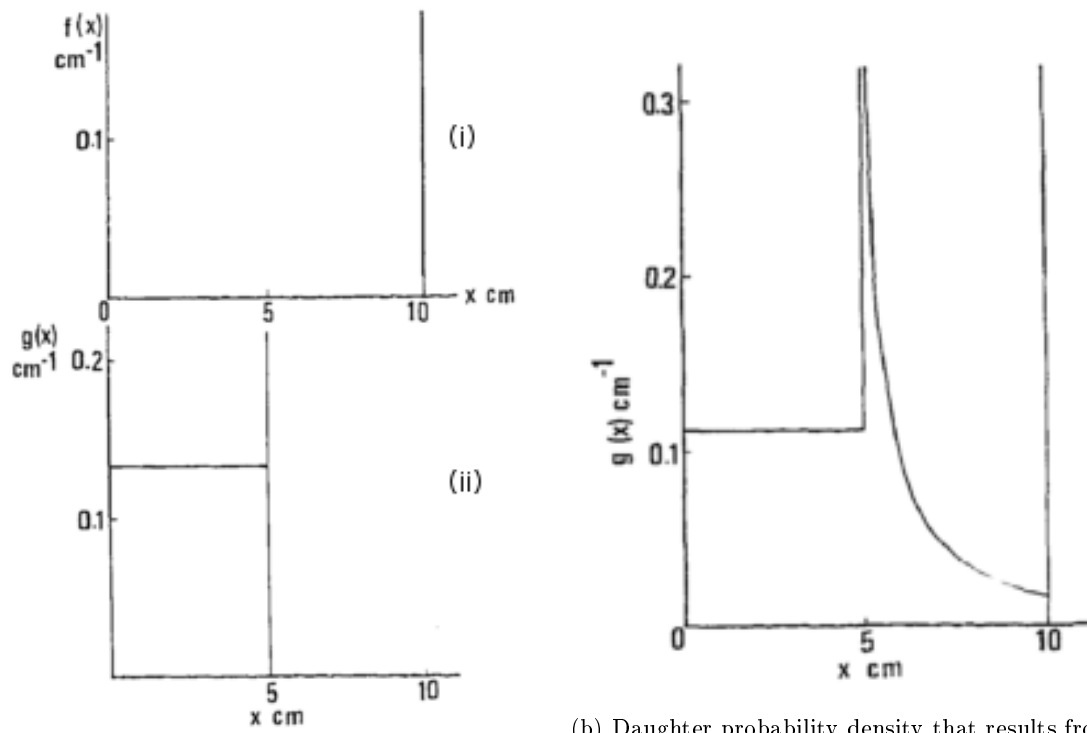 f(x)
cm-1
0.1
(i)
0
5
10
x cm
g(x)
cm-1
0.2
0.1
(ii)
5
10
x cm
0.3
0.2
0.1
g (x) cm-1
0
5
10
x cm
(b) Daughter probability density that results fro